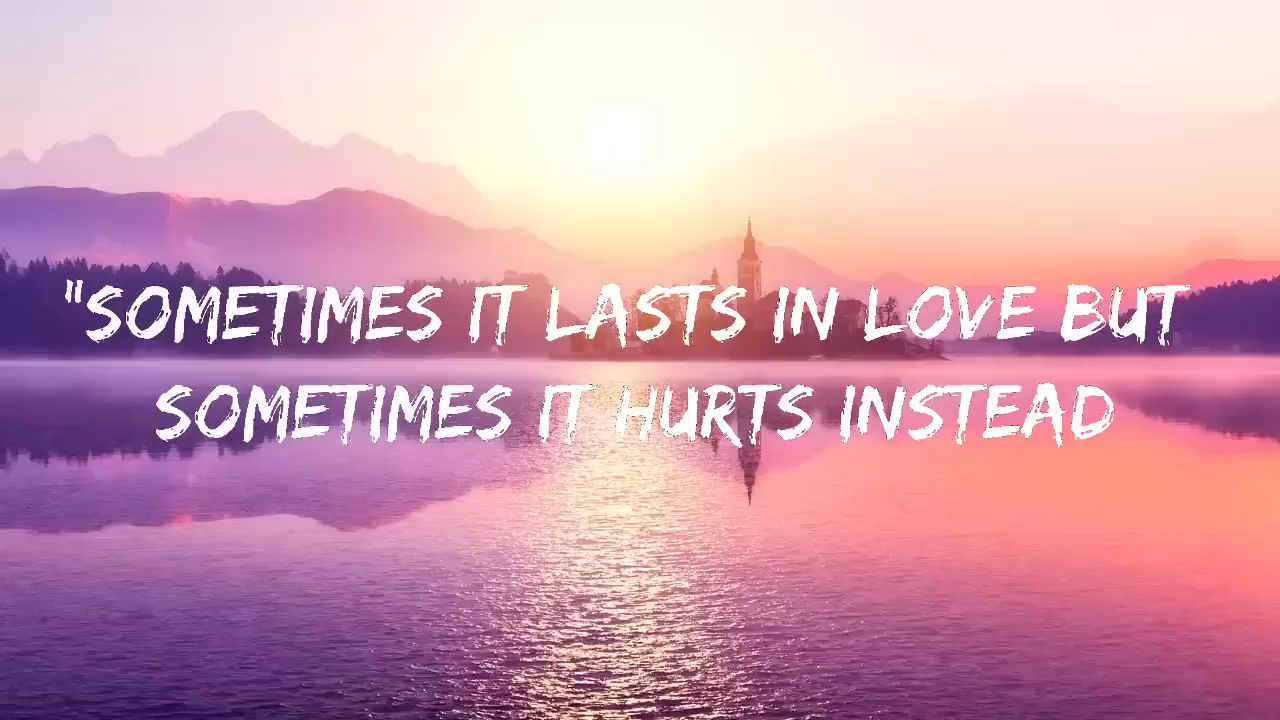 "SOMETIMES IT LASTS IN LOVE BUT
SOMETIMES IT HURTS INSTEAD